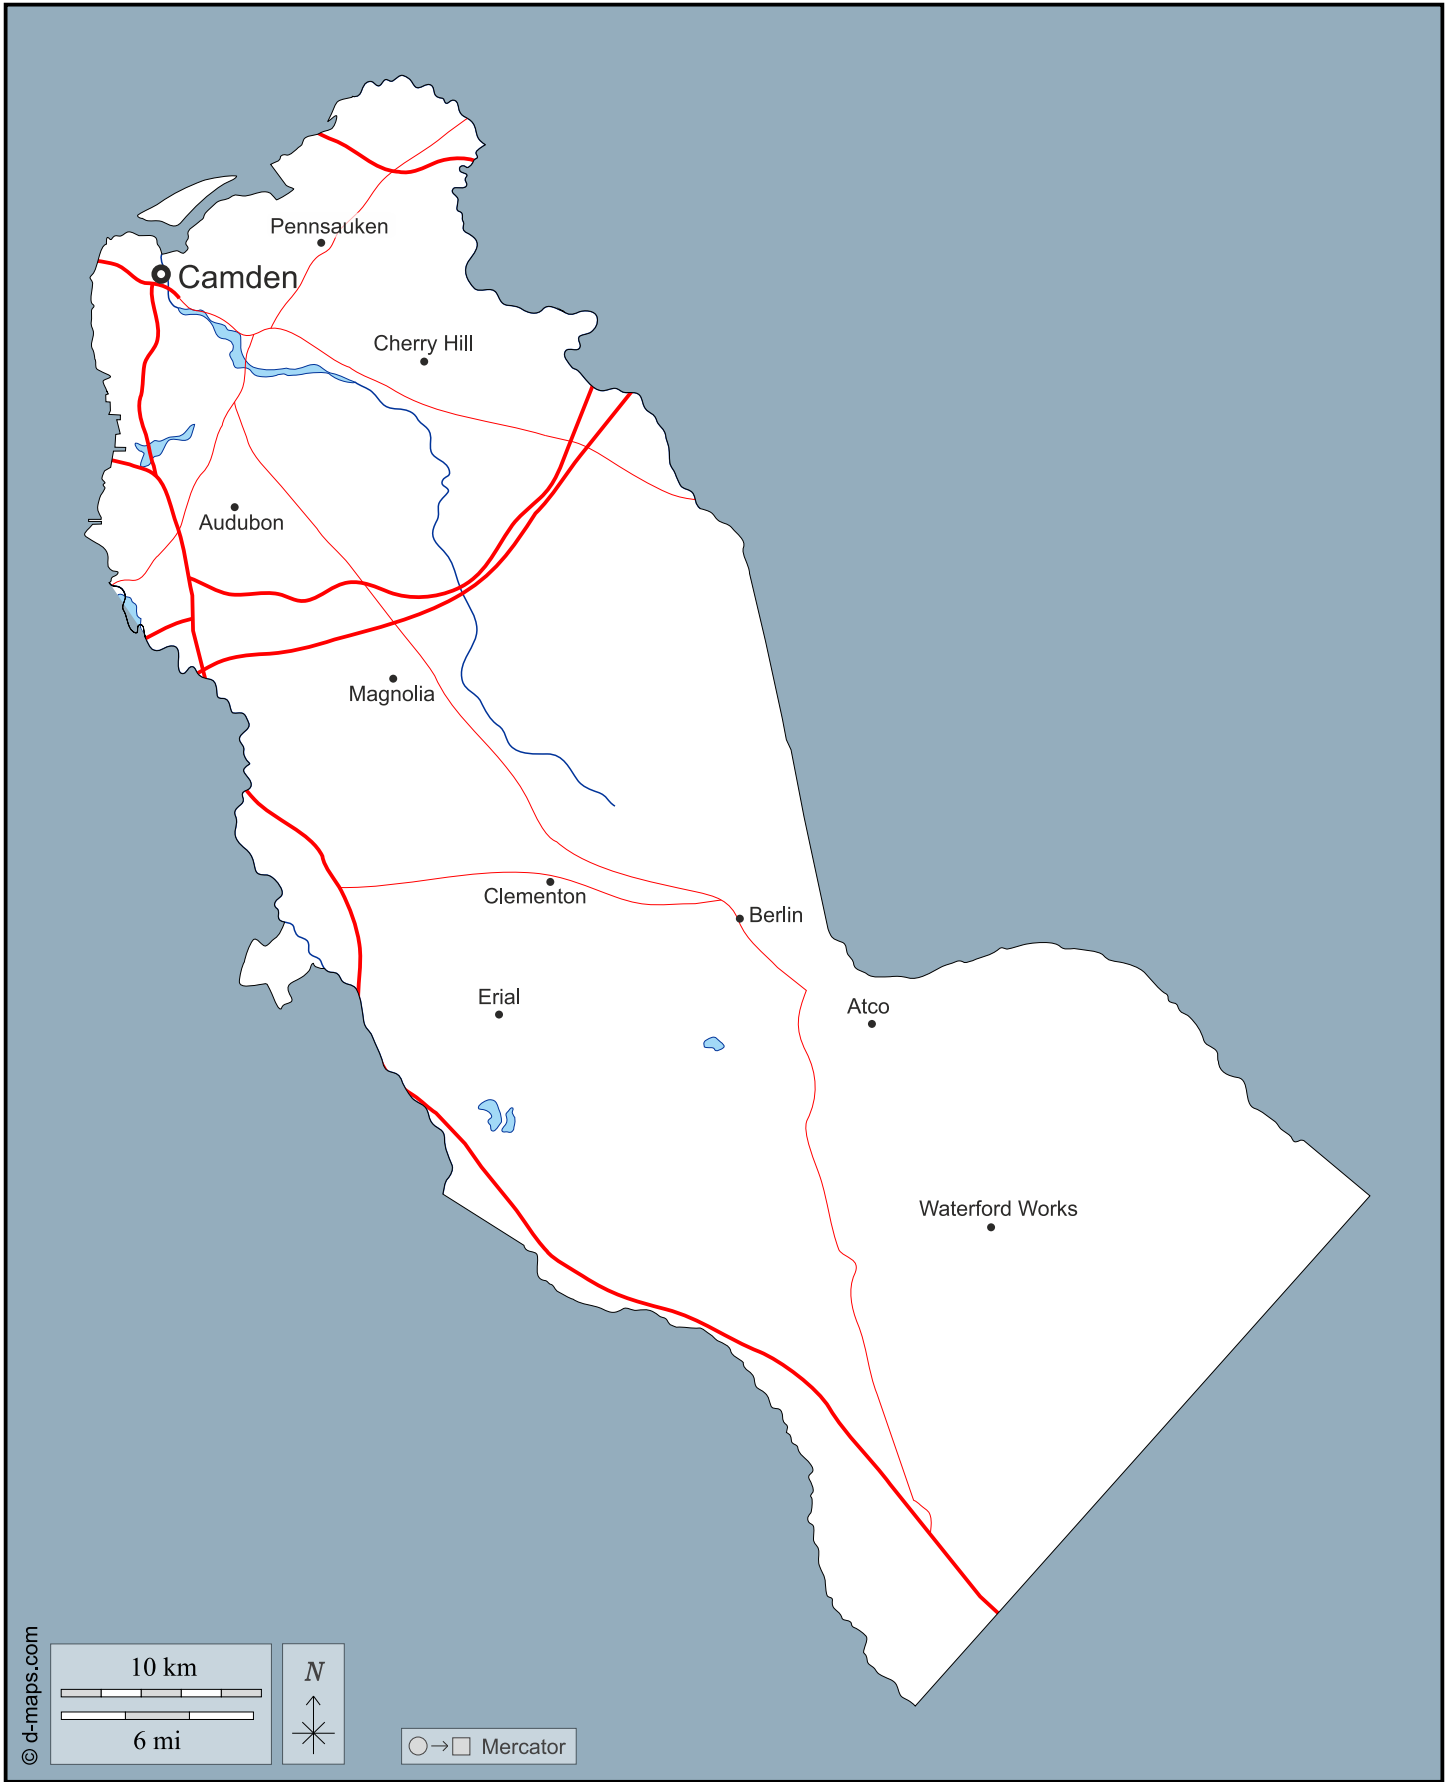 Pennsauken
Camden
Cherry Hill
Audubon
Magnolia
Clementon
Berlin
Erial
Atco
Waterford Works
© d-maps.com
10 km
6 mi
N
Mercator